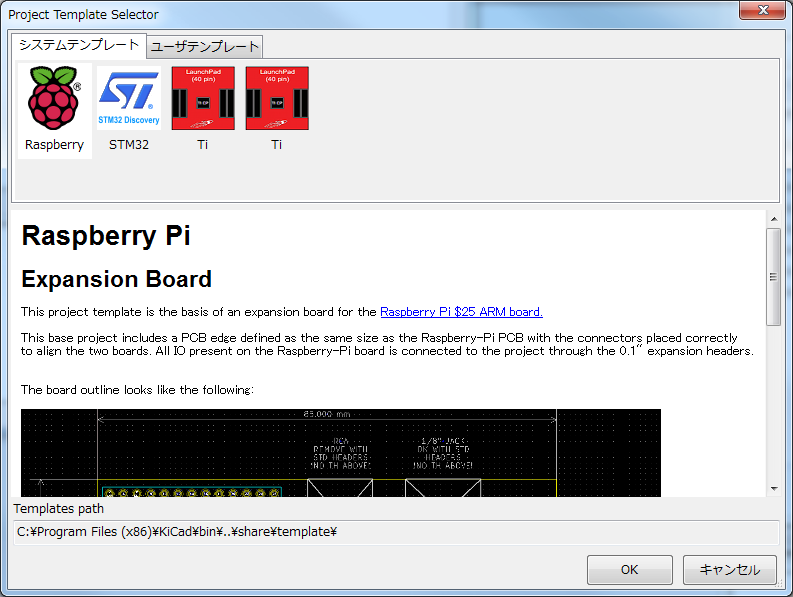 Project Template Selector
システムテンプレート
ユーザテンプレート
LaunchPad
(40 pin)
LaunchPad
(40 pin)
STM32 Discovery
Raspberry
STM32
Ti
Ti
Raspberry Pi
Expansion Board
This project template is the basis of an expansion board for the Raspberry Pi $25 ARM board.
This base project includes a PCB edge defined as the same size as the Raspberry-Pi PCB with the connectors placed correctly
to align the two boards. All IO present on the Raspberry-Pi board is connected to the project through the 0.1" expansion headers.
The board outline looks like the following:
85.000 mm
RCA
REMOVE WITH
STD HEADERS
!NO TH ABOVE!
1/8" JACK
OK WITH STD
HEADERS
!NO TH ABOVE!
Templates path
C:¥Program Files (x86)¥KiCad¥bin¥..¥share¥template¥
OK
キャンセル